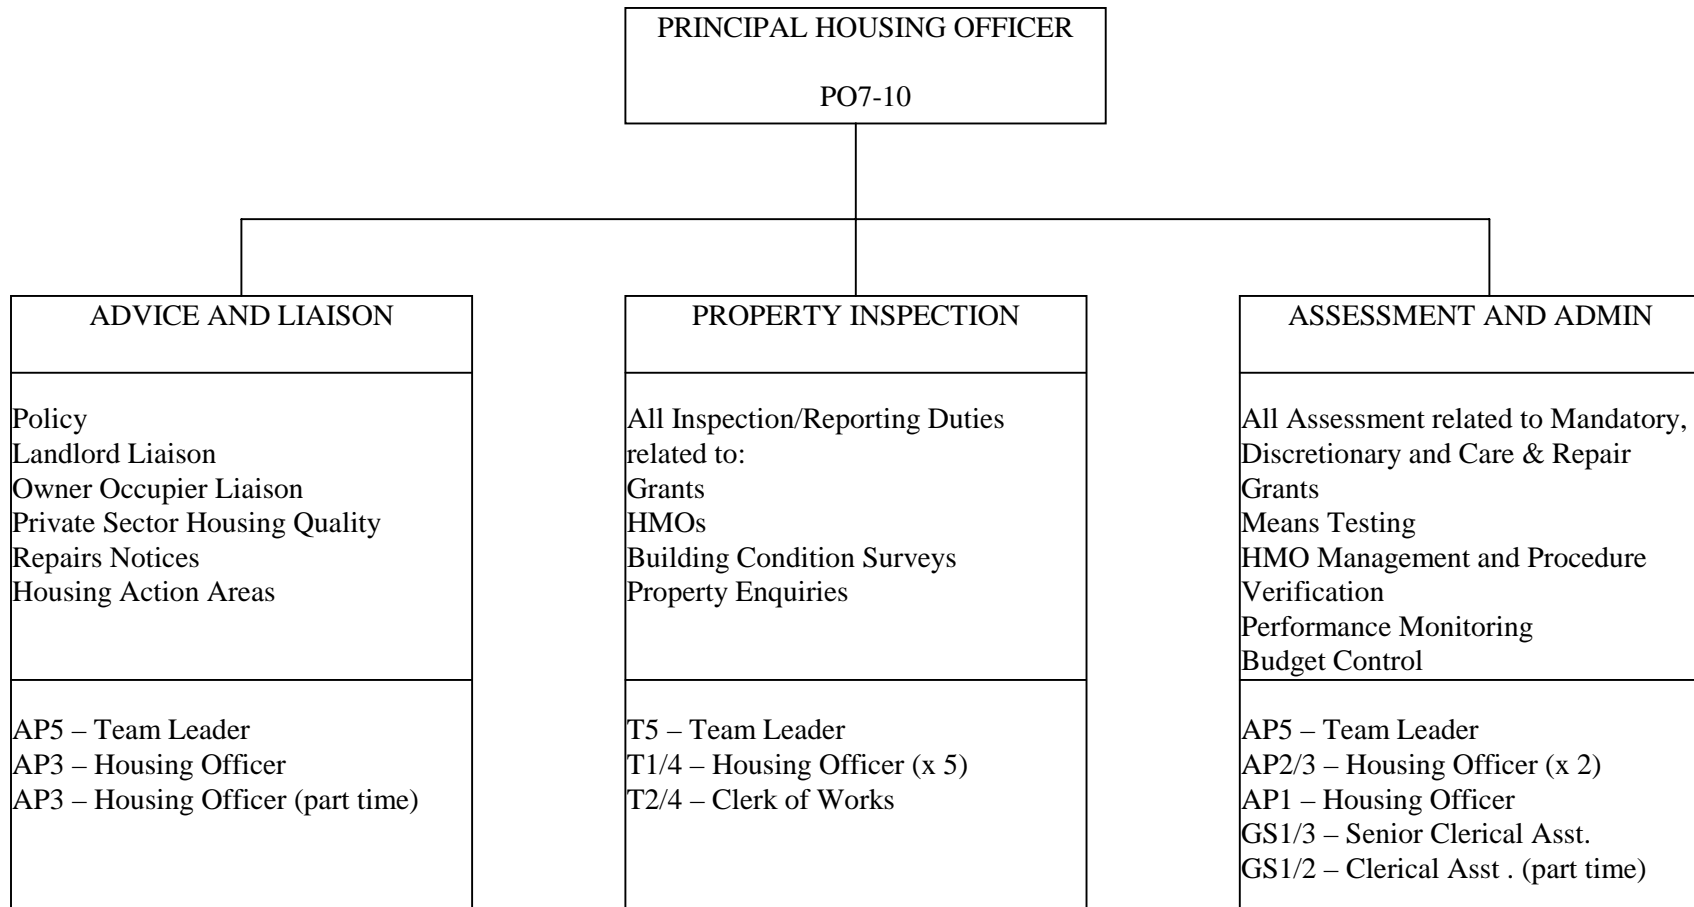 PRINCIPAL HOUSING OFFICER
PO7-10
ADVICE AND LIAISON
Policy
Landlord Liaison
Owner Occupier Liaison
Private Sector Housing Quality
Repairs Notices
Housing Action Areas
AP5 – Team Leader
AP3 – Housing Officer
AP3 – Housing Officer (part time)
PROPERTY INSPECTION
All Inspection/Reporting Duties
related to:
Grants
HMOs
Building Condition Surveys
Property Enquiries
T5 – Team Leader
T1/4 – Housing Officer (x 5)
T2/4 – Clerk of Works
ASSESSMENT AND ADMIN
All Assessment related to Mandatory,
Discretionary and Care & Repair
Grants
Means Testing
HMO Management and Procedure
Verification
Performance Monitoring
Budget Control
AP5 – Team Leader
AP2/3 – Housing Officer (x 2)
AP1 – Housing Officer
GS1/3 – Senior Clerical Asst.
GS1/2 – Clerical Asst . (part time)